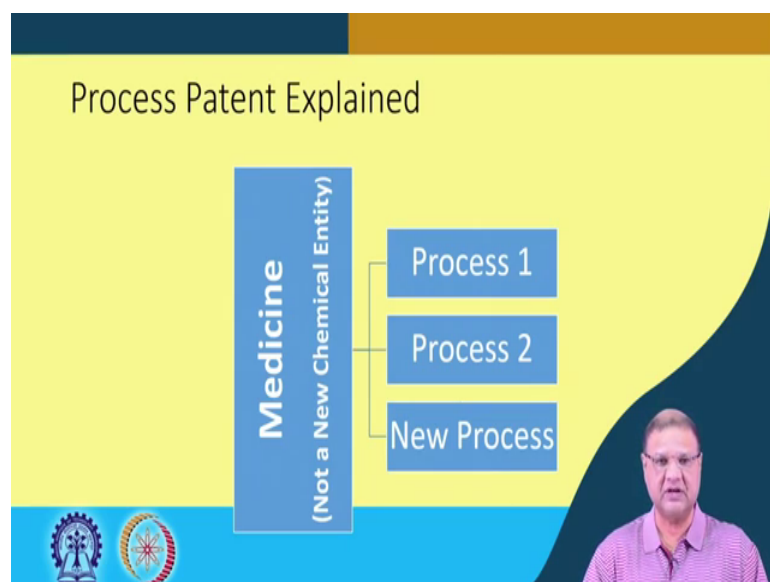 Process Patent Explained
Medicine
(Not a New Chemical Entity)
Process 1
Process 2
New Process